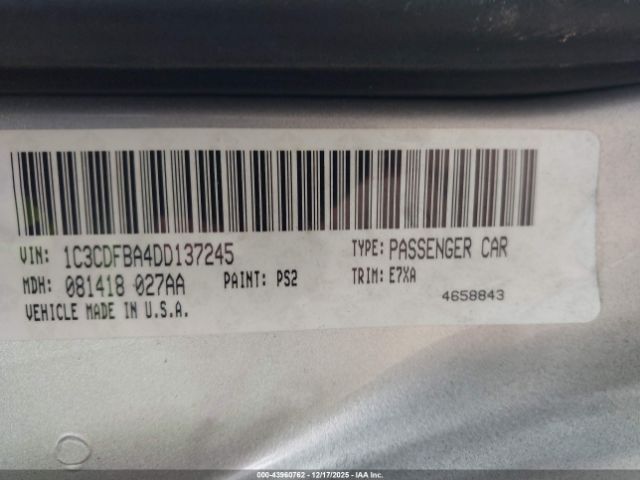 VIN: 1C3CDFBA4DD137245 TYPE: PASSENGER CAR
MDH: 081418 027AA PAINT: PS2 TRIM: E7XA
VEHICLE MADE IN U.S.A. 4658843
000-43960762 - 12/17/2025 - IAA Inc.